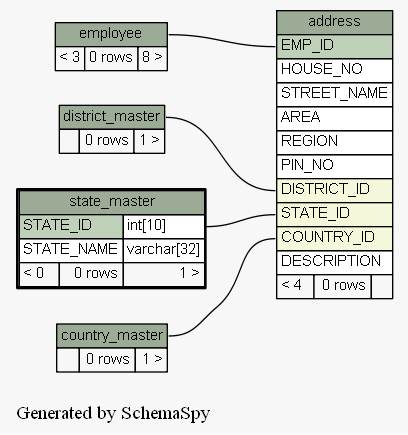 employee
< 3 0 rows 8 >
district_master
0 rows 1 >
state_master
STATE_ID int[10]
STATE_NAME varchar[32]
< 0 0 rows 1 >
country_master
0 rows 1 >
address
EMP_ID
HOUSE_NO
STREET_NAME
AREA
REGION
PIN_NO
DISTRICT_ID
STATE_ID
COUNTRY_ID
DESCRIPTION
< 4 0 rows
Generated by SchemaSpy